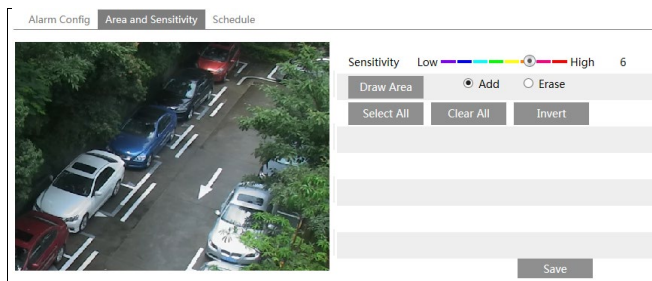 Alarm Config Area and Sensitivity Schedule
Sensitivity Low High 6
Draw Area Add Erase
Select All Clear All Invert
Save